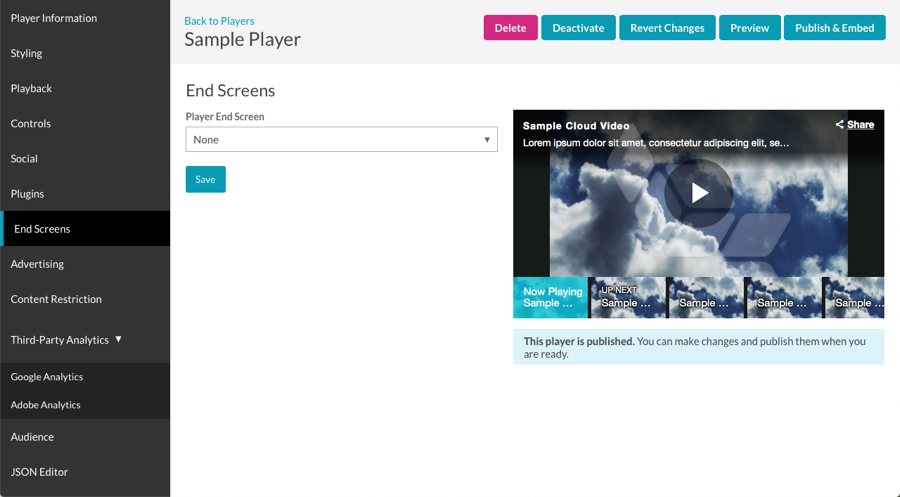 Player Information
Styling
Playback
Controls
Social
Plugins
End Screens
Advertising
Content Restriction
Third-Party Analytics
Google Analytics
Adobe Analytics
Audience
JSON Editor
Back to Players
Sample Player
Delete
Deactivate
Revert Changes
Preview
Publish & Embed
End Screens
Player End Screen
None
Save
Sample Cloud Video
Share
Lorem ipsum dolor sit amet, consectetur adipiscing elit, se…
Now Playing
Sample …
UP NEXT
Sample …
Sample …
Sample …
Sample …
This player is published. You can make changes and publish them when you
are ready.